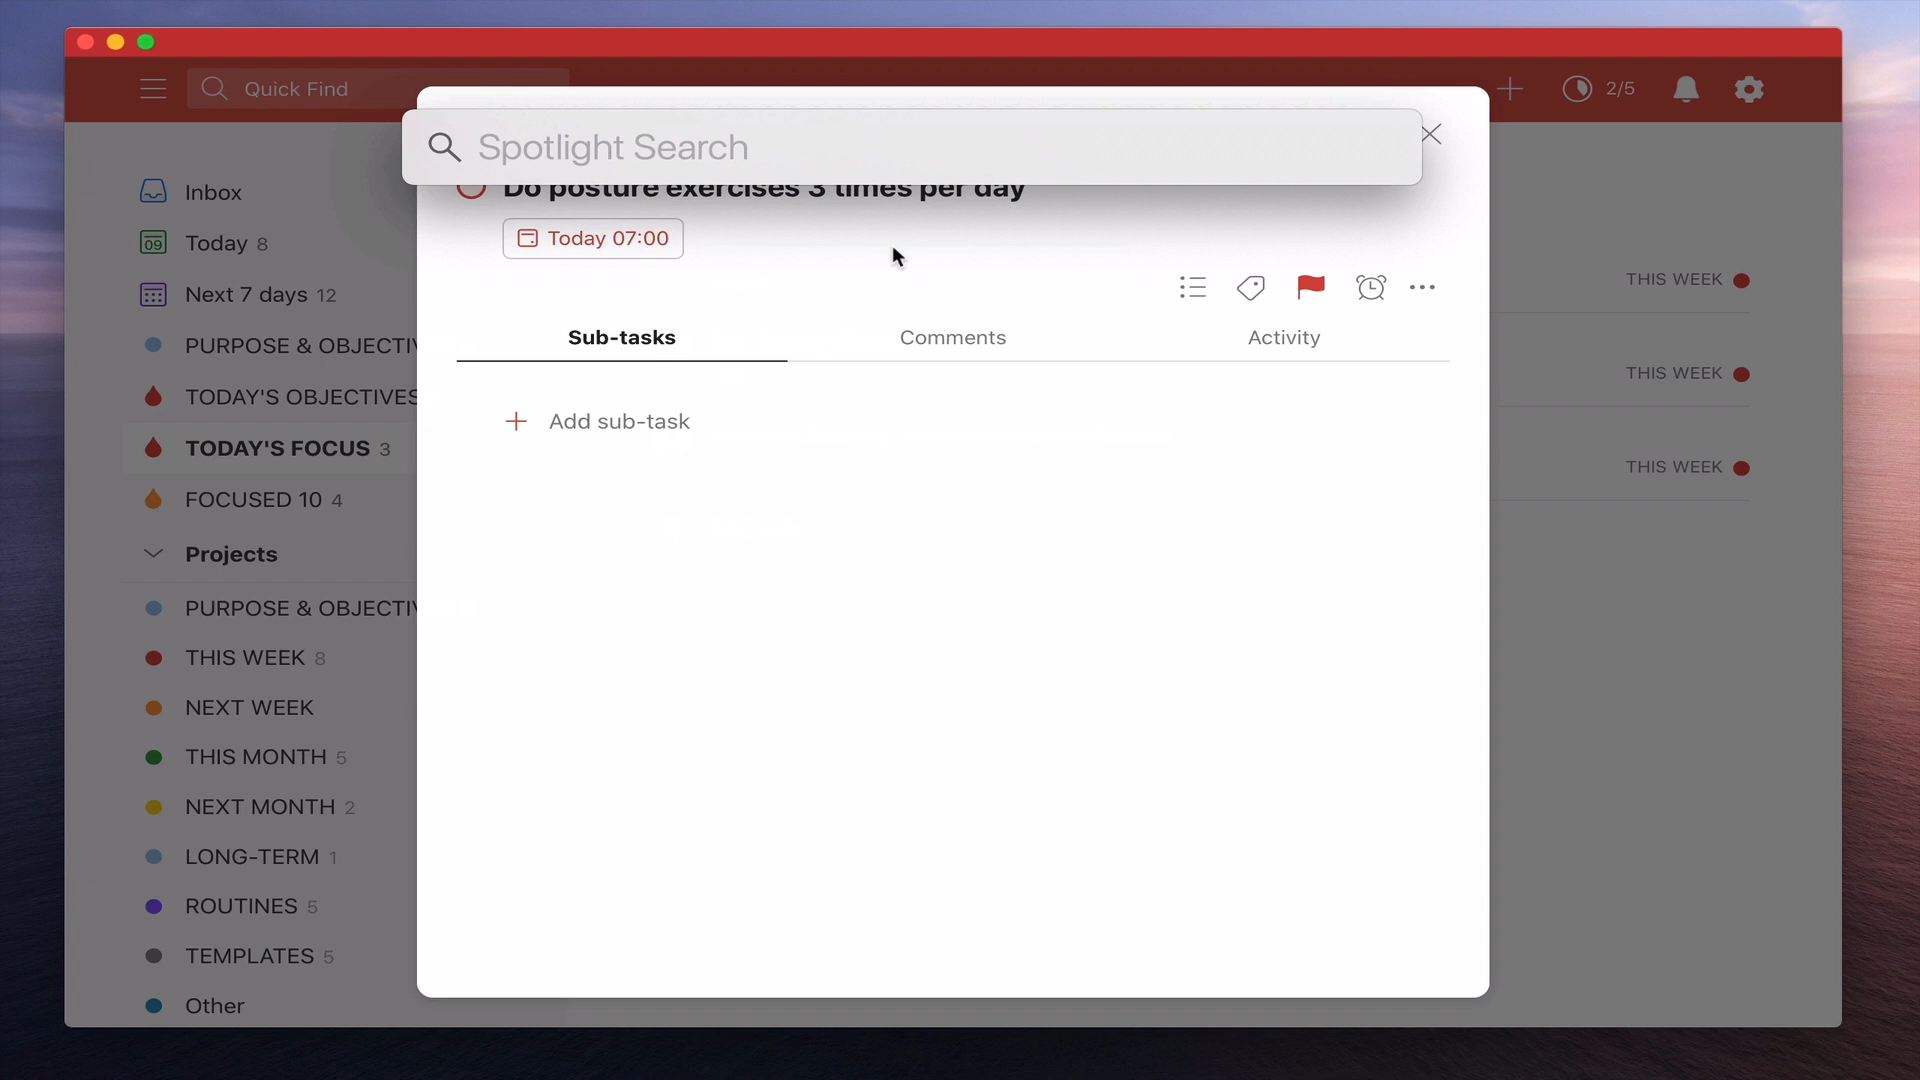 Quick Find
2/5
Spotlight Search
Do posture exercises 3 times per day
Today 07:00
Sub-tasks
Comments
Activity
Add sub-task
Inbox
09
Today 8
Next 7 days 12
PURPOSE & OBJECTIV
TODAY'S OBJECTIVES
TODAY'S FOCUS 3
FOCUSED 10 4
Projects
PURPOSE & OBJECTIV
THIS WEEK 8
NEXT WEEK
THIS MONTH 5
NEXT MONTH 2
LONG-TERM 1
ROUTINES 5
TEMPLATES 5
Other
THIS WEEK
THIS WEEK
THIS WEEK